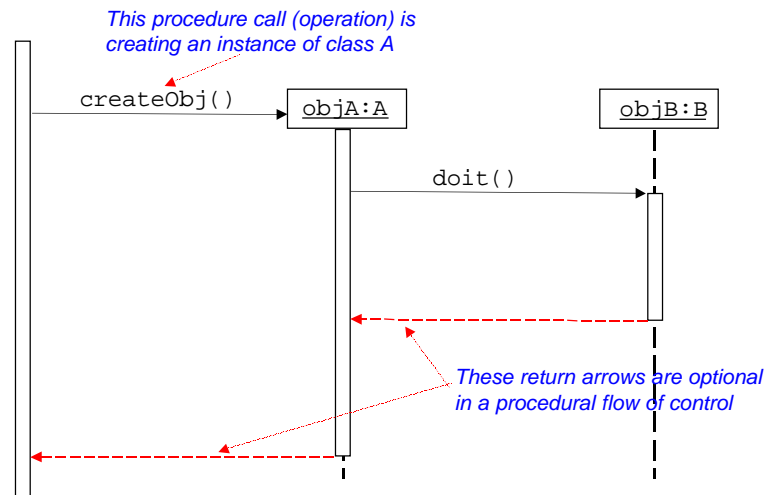 This procedure call (operation) is
creating an instance of class A
createObj()
objA:A
objB:B
doit()
These return arrows are optional
in a procedural flow of control